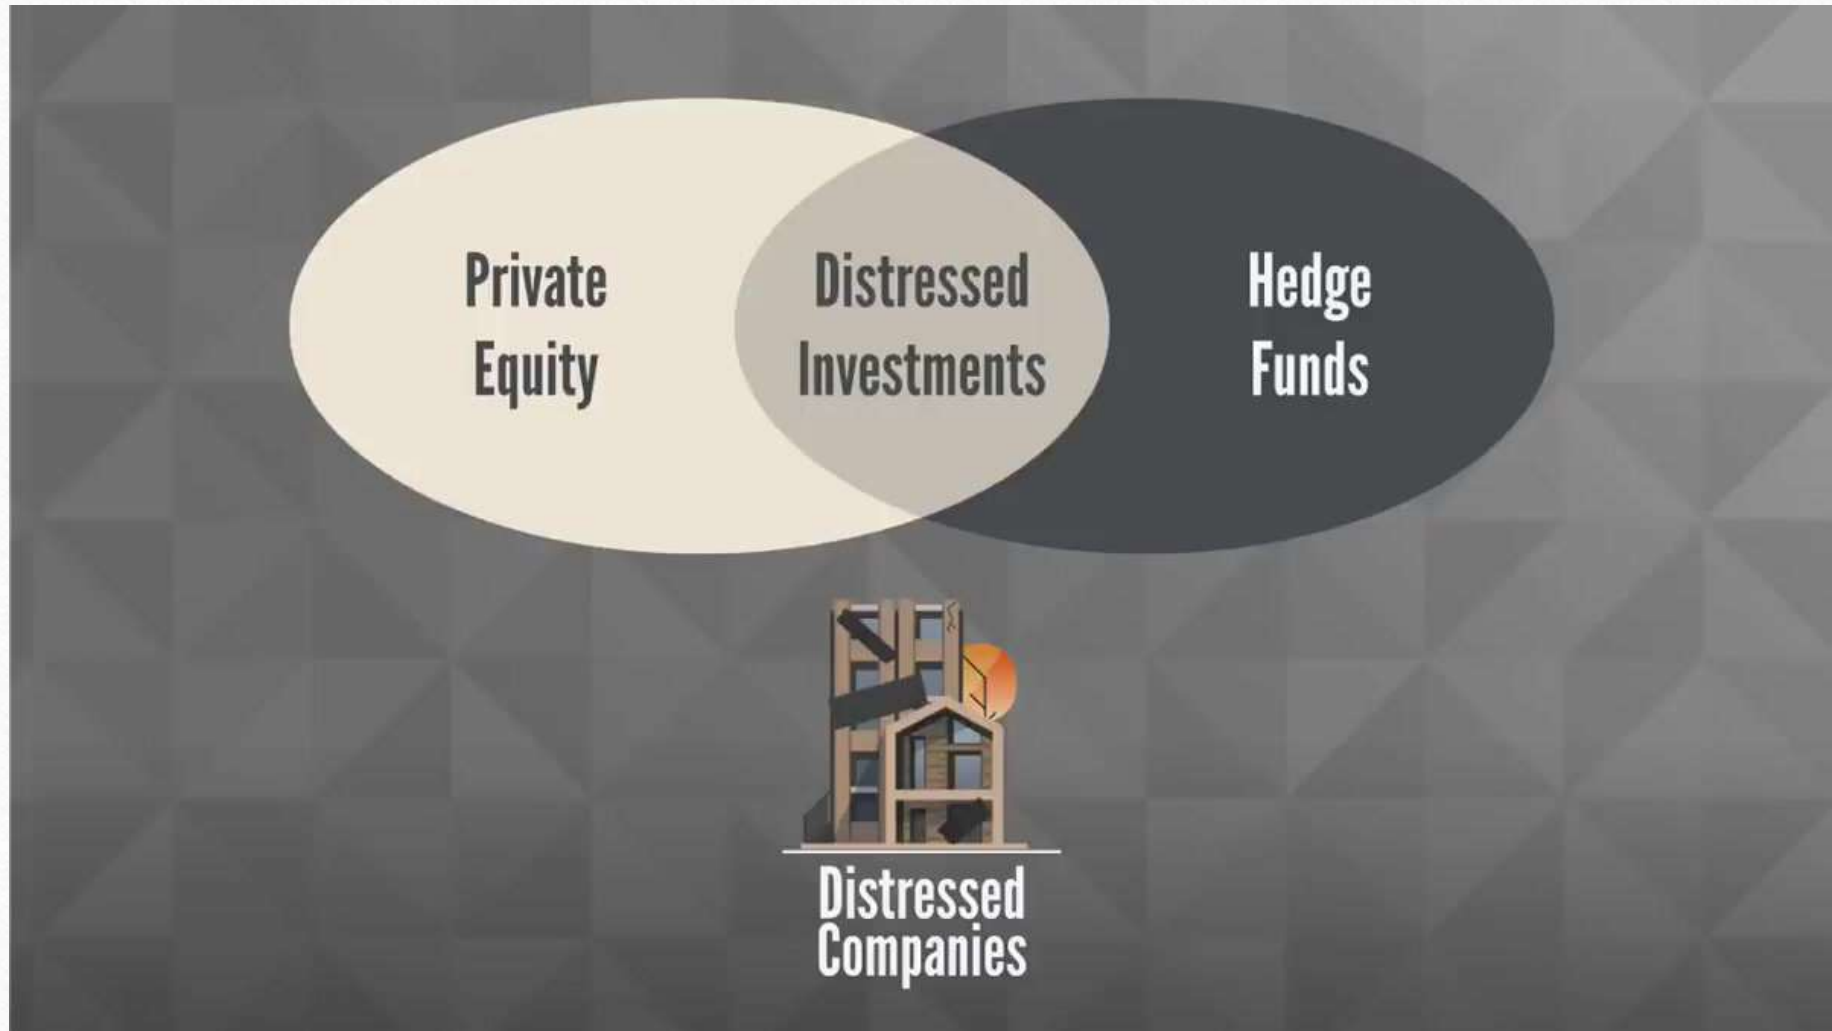 Private
Equity
Distressed
Investments
Hedge
Funds
Distressed
Companies